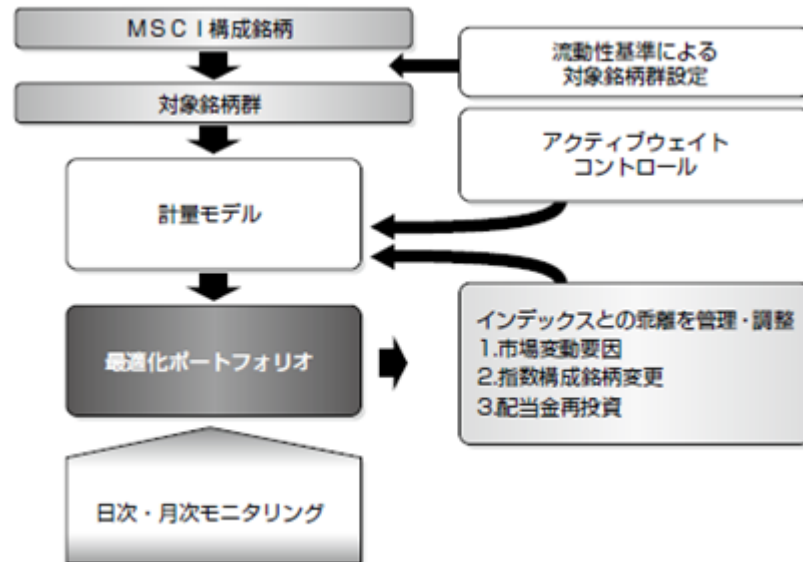 MSCI構成銘柄
流動性基準による
対象銘柄群設定
対象銘柄群
アクティブウェイト
コントロール
計量モデル
最適化ポートフォリオ
インデックスとの乖離を管理・調整
1.市場変動要因
2.指数構成銘柄変更
3.配当金再投資
日次・月次モニタリング